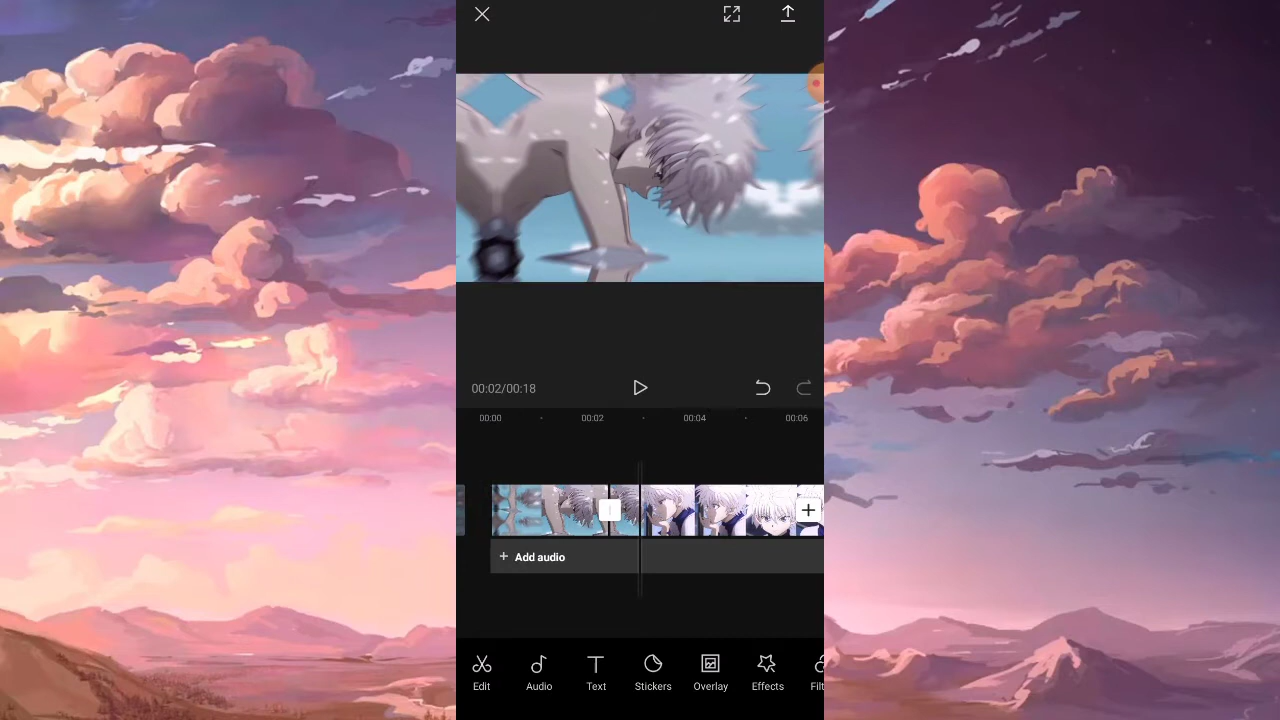 00:02/00:18
00:00
00:02
00:04
00:06
+ Add audio
Edit
Audio
Text
Stickers
Overlay
Effects
Filt